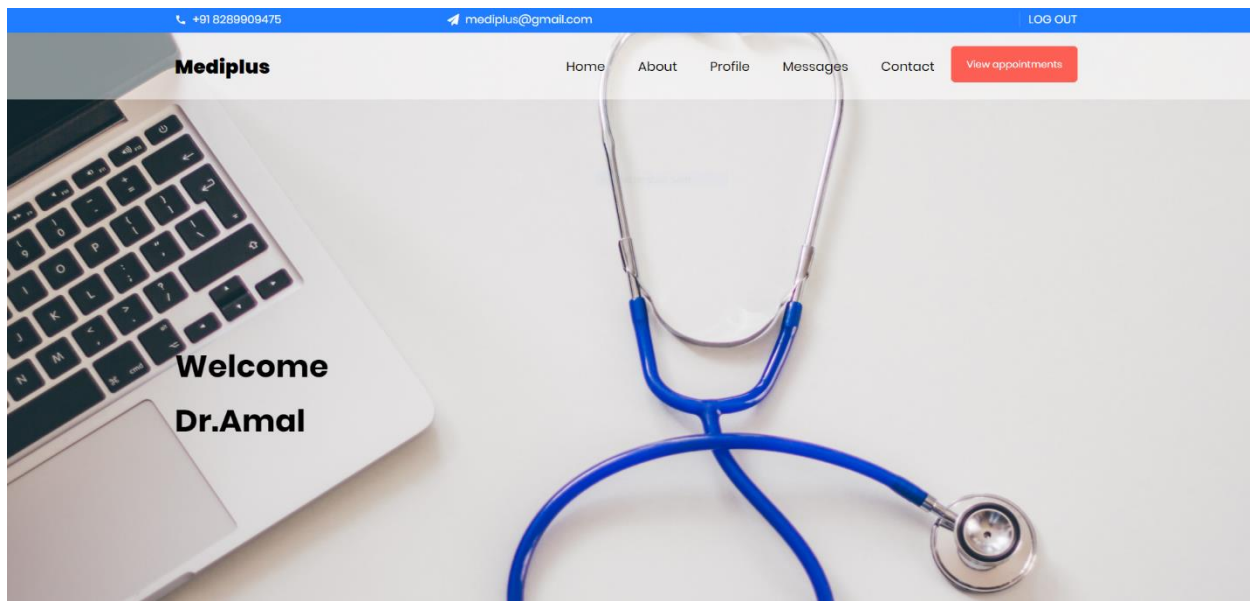 +91 8289909475
mediplus@gmail.com
LOG OUT
Mediplus
Home
About
Profile
Messages
Contact
View appointments
Welcome
Dr.Amal